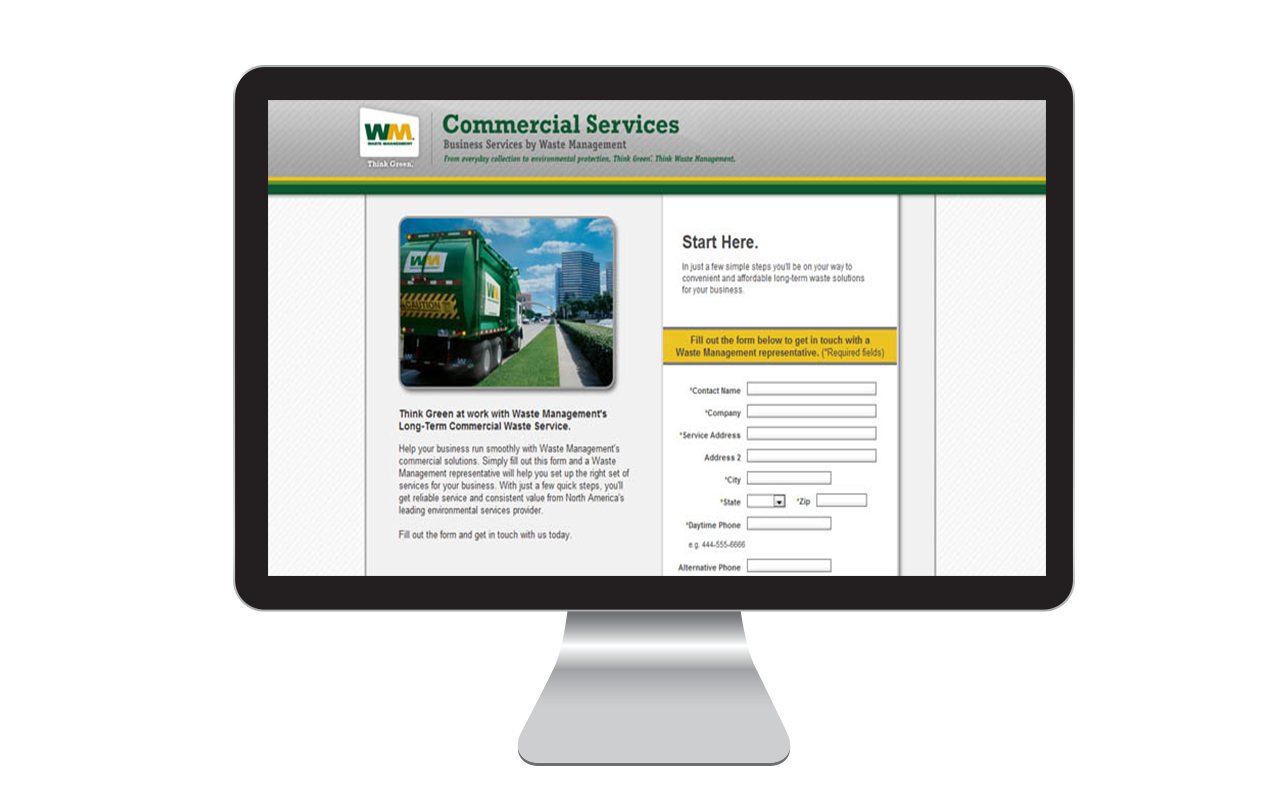 WM
WASTE MANAGEMENT
Think Green.
Commercial Services
Business Services by Waste Management
From everyday collection to environmental protection, Think Green. Think Waste Management.
WM
WM
CAUTION
Think Green at work with Waste Management's
Long-Term Commercial Waste Service.
Help your business run smoothly with Waste Management's
commercial solutions. Simply fill out this form and a Waste
Management representative will help you set up the right set of
services for your business. With just a few quick steps, you'll
get reliable service and consistent value from North America's
leading environmental services provider.
Fill out the form and get in touch with us today.
Start Here.
In just a few simple steps you'll be on your way to
convenient and affordable long-term waste solutions
for your business.
Fill out the form below to get in touch with a
Waste Management representative. (*Required fields)
*Contact Name
*Company
*Service Address
Address 2
*City
*State *Zip
*Daytime Phone
e.g. 444-555-6666
Alternative Phone